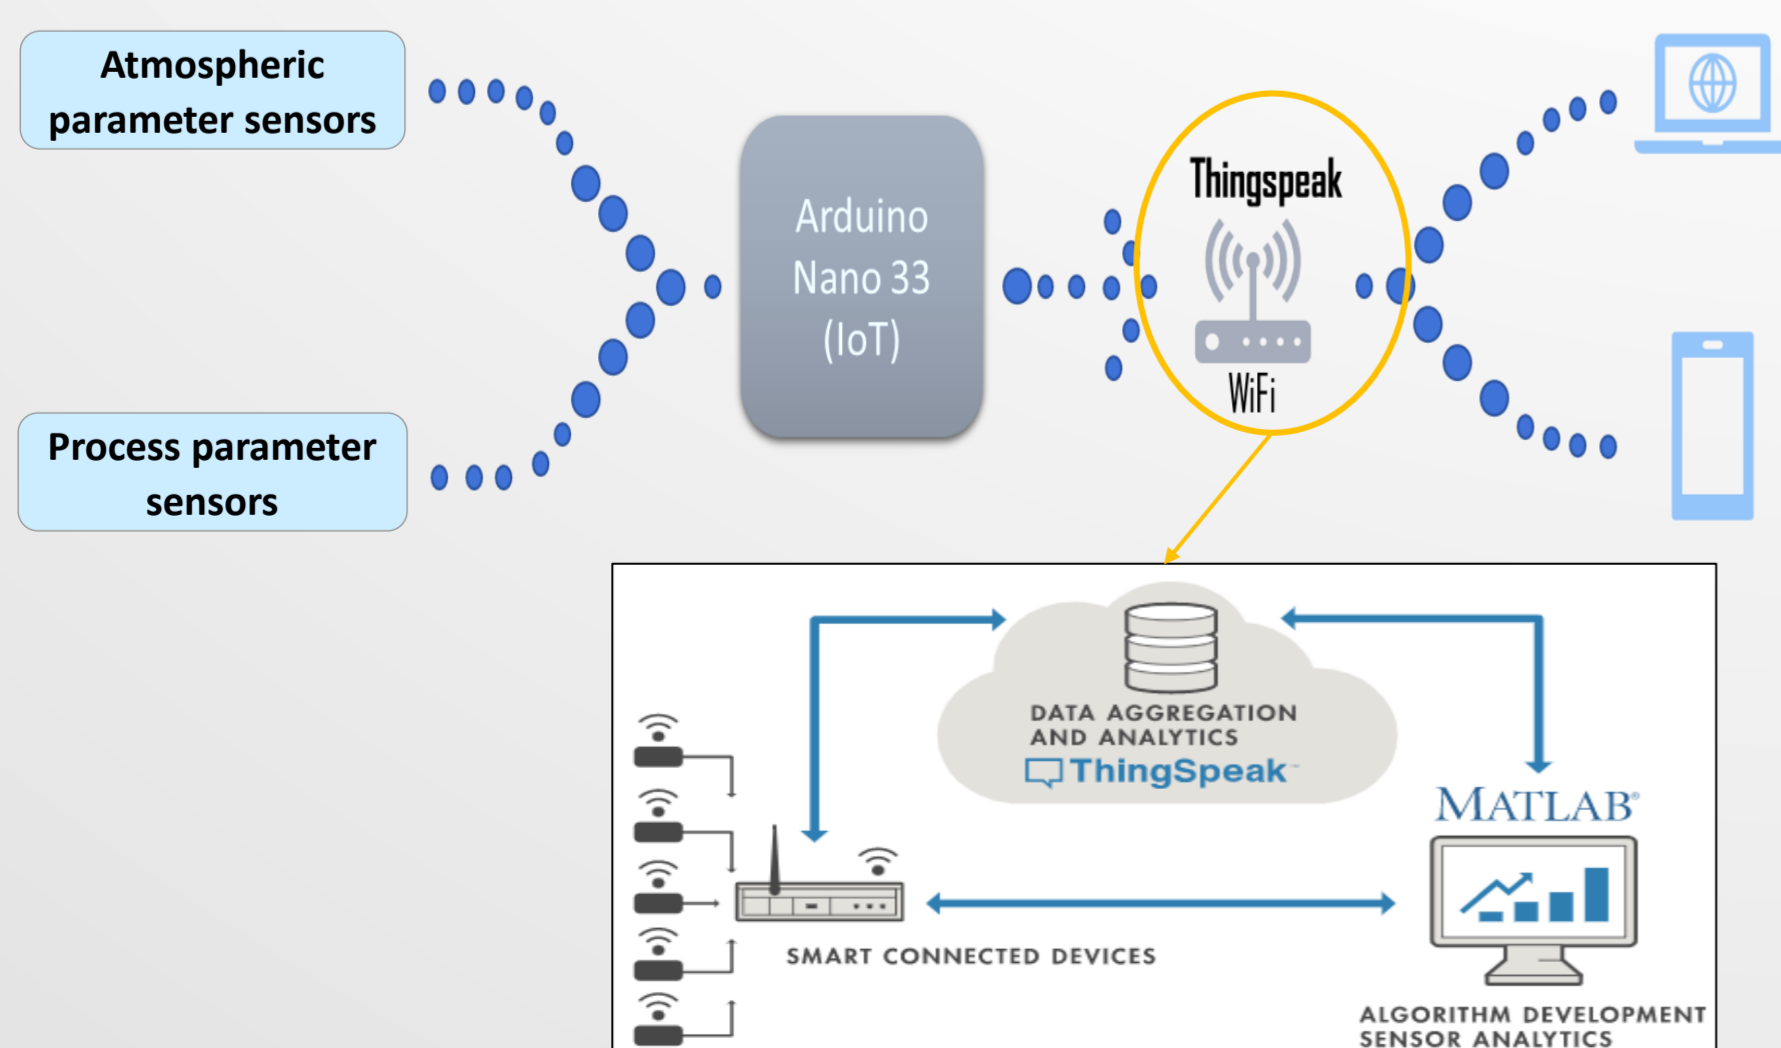 Atmospheric
parameter sensors
Process parameter
sensors
Arduino
Nano 33
(IoT)
Thingspeak
WiFi
DATA AGGREGATION
AND ANALYTICS
ThingSpeak™
MATLAB®
SMART CONNECTED DEVICES
ALGORITHM DEVELOPMENT
SENSOR ANALYTICS